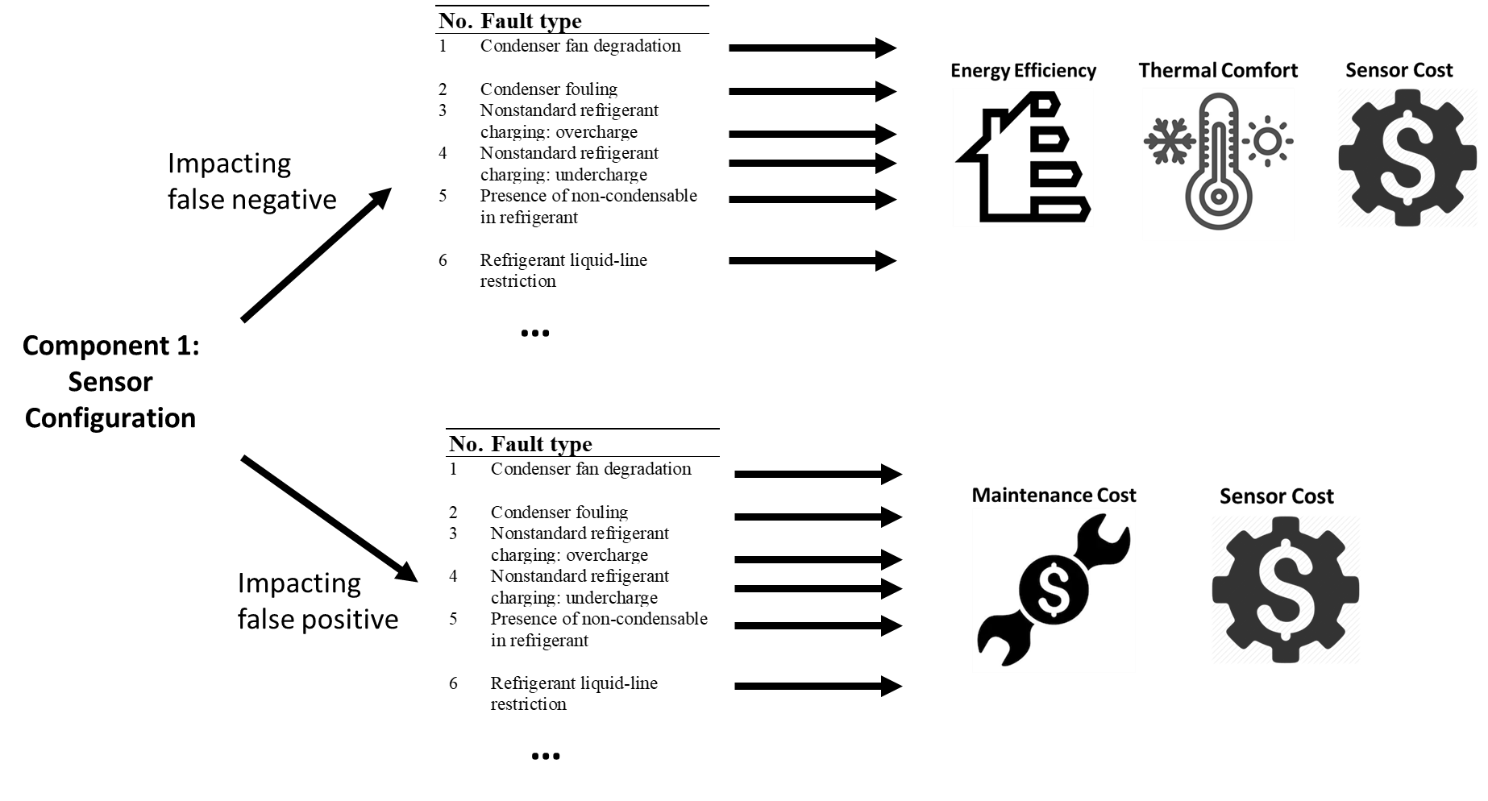 No. Fault type
1 Condenser fan degradation
2 Condenser fouling
3 Nonstandard refrigerant
charging: overcharge
4 Nonstandard refrigerant
charging: undercharge
5 Presence of non-condensable
in refrigerant
6 Refrigerant liquid-line
restriction
...
Energy Efficiency
Thermal Comfort
Sensor Cost
$
Impacting
false negative
Component 1:
Sensor
Configuration
Impacting
false positive
No. Fault type
1 Condenser fan degradation
2 Condenser fouling
3 Nonstandard refrigerant
charging: overcharge
4 Nonstandard refrigerant
charging: undercharge
5 Presence of non-condensable
in refrigerant
6 Refrigerant liquid-line
restriction
...
Maintenance Cost
$
Sensor Cost
$